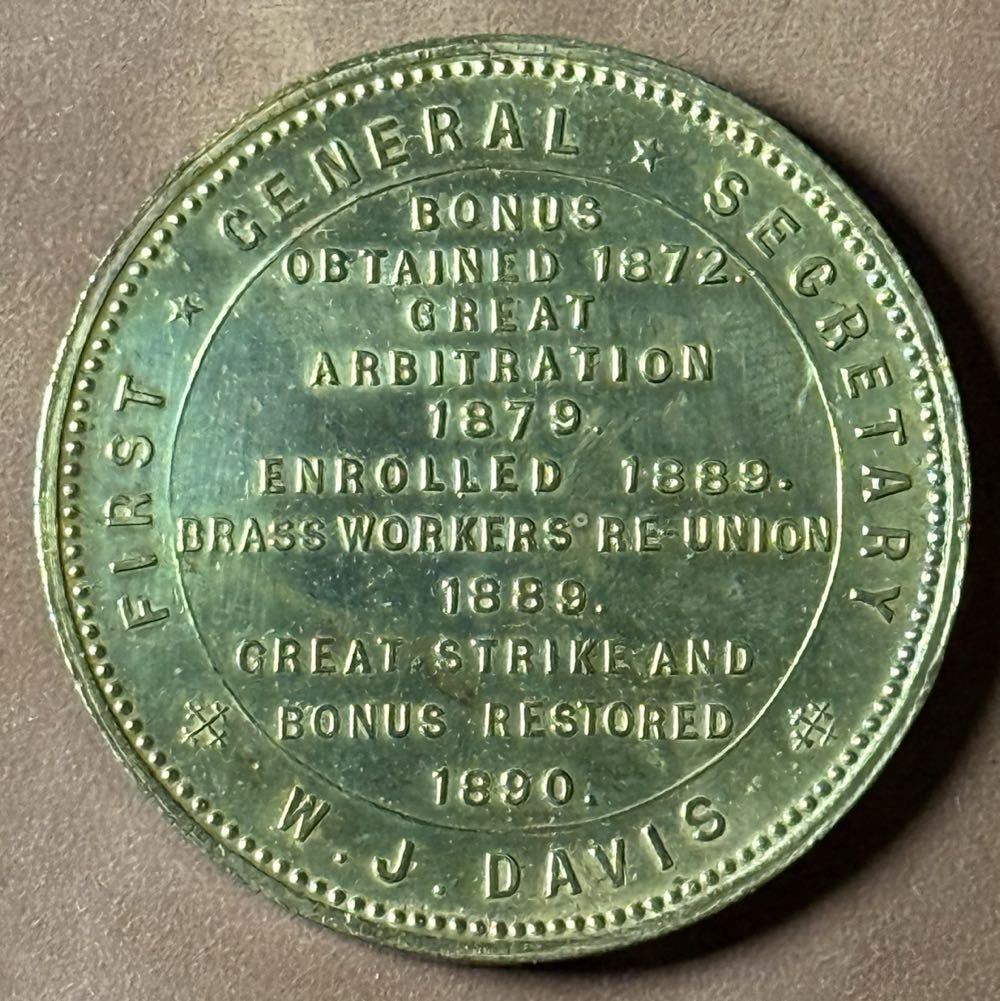 FIRST GENERAL SECRETARY
BONUS
OBTAINED 1872.
GREAT
ARBITRATION
1879.
ENROLLED 1889.
BRASS WORKERS' RE-UNION
1889.
GREAT STRIKE AND
BONUS RESTORED
1890.
W. J. DAVIS